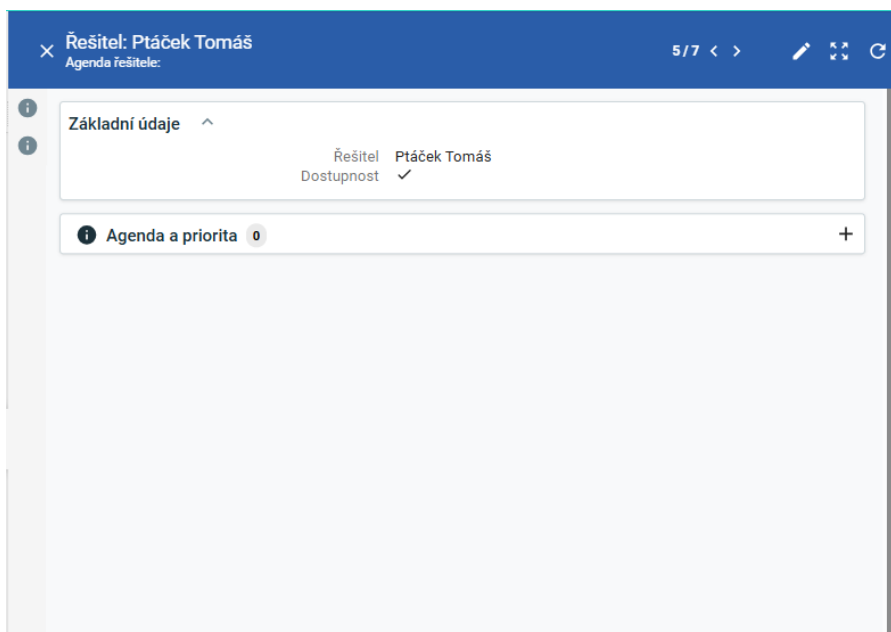 Řešitel: Ptáček Tomáš
Agenda řešitele:
5/7
Základní údaje
Řešitel Ptáček Tomáš
Dostupnost
Agenda a priorita 0